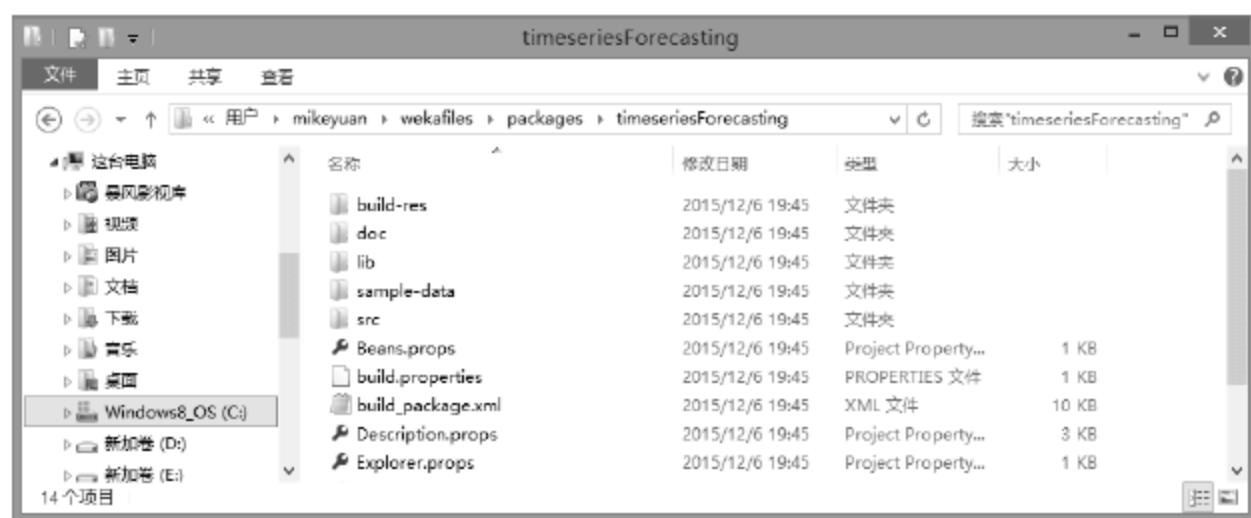 timeseriesForecasting
文件 主页 共享 查看
« 用户 mikeyuan wekafiles packages timeseriesForecasting 搜索"timeseriesForecasting"
这台电脑
暴风影视库
视频
图片
文档
下载
音乐
桌面
Windows8_OS (C:)
新加卷 (D:)
新加卷 (E:)
名称 修改日期 类型 大小
build-res 2015/12/6 19:45 文件夹
doc 2015/12/6 19:45 文件夹
lib 2015/12/6 19:45 文件夹
sample-data 2015/12/6 19:45 文件夹
src 2015/12/6 19:45 文件夹
Beans.props 2015/12/6 19:45 Project Property... 1 KB
build.properties 2015/12/6 19:45 PROPERTIES 文件 1 KB
build_package.xml 2015/12/6 19:45 XML 文件 10 KB
Description.props 2015/12/6 19:45 Project Property... 3 KB
Explorer.props 2015/12/6 19:45 Project Property... 1 KB
14 个项目